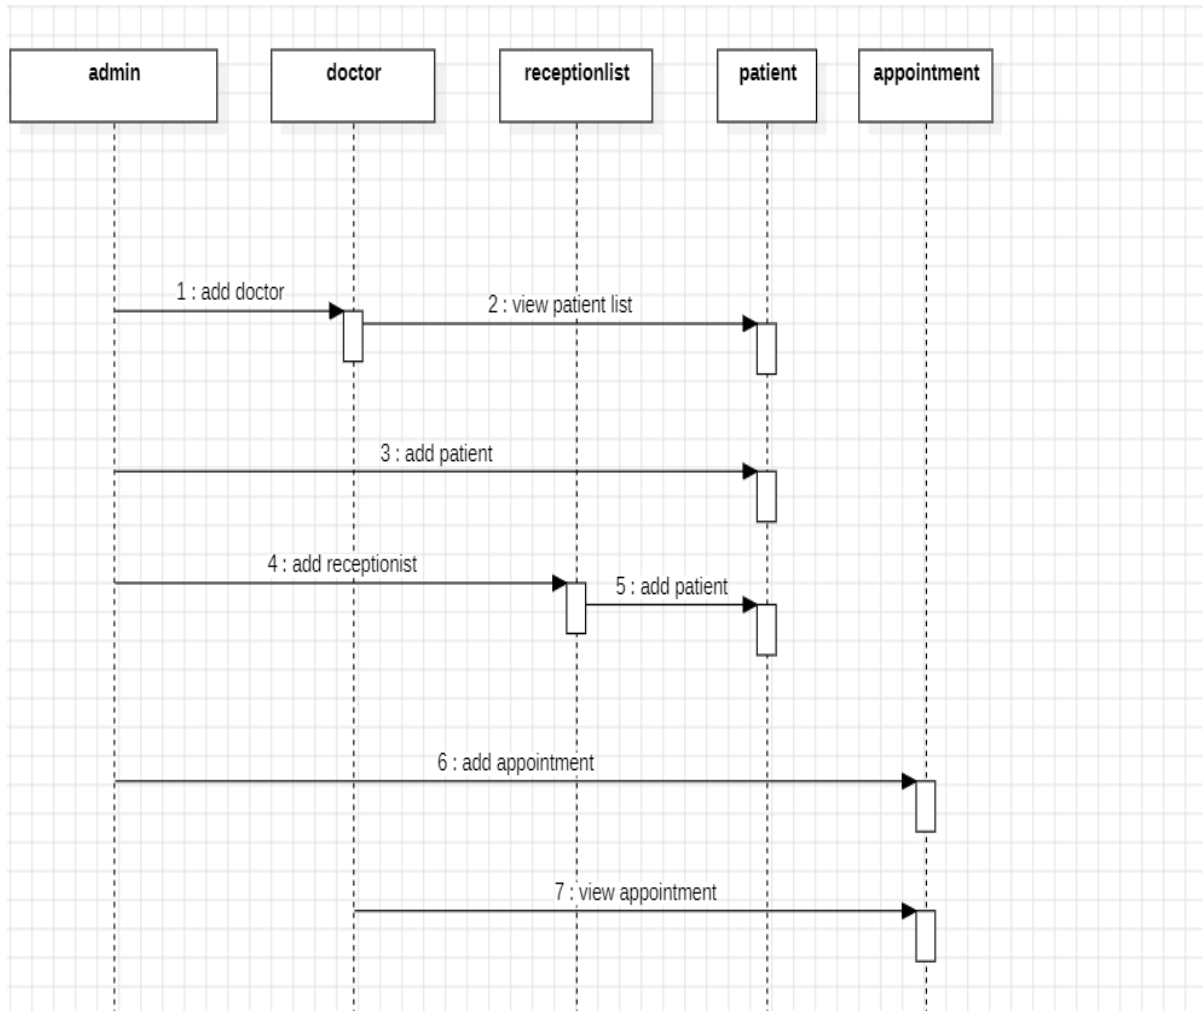 admin
doctor
receptionlist
patient
appointment
1 : add doctor
2 : view patient list
3 : add patient
4 : add receptionist
5 : add patient
6 : add appointment
7 : view appointment